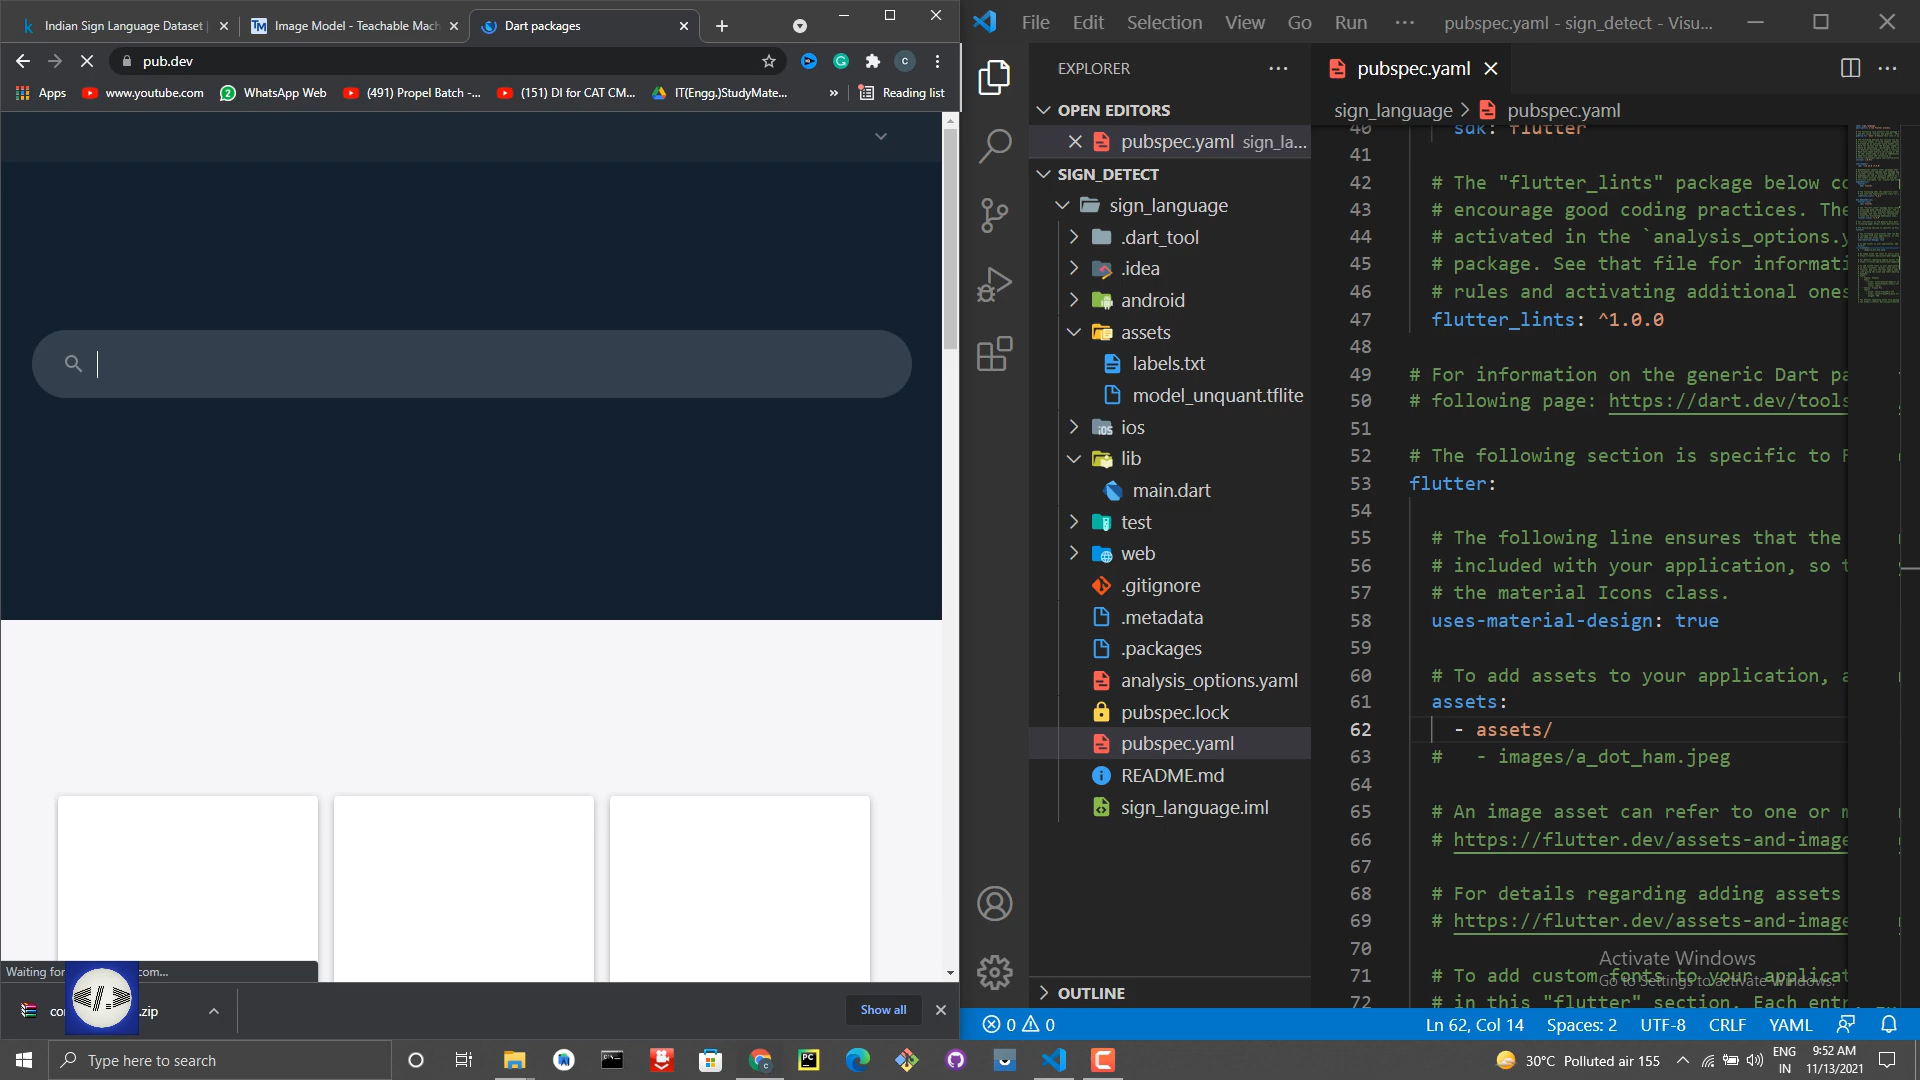 Indian Sign Language Dataset
Image Model - Teachable Mach
Dart packages
pub.dev
Apps
www.youtube.com
WhatsApp Web
(491) Propel Batch -...
(151) DI for CAT CM...
IT(Engg.)StudyMate...
»
Reading list
Waiting for
com...
.zip
Show all
File Edit Selection View Go Run ...
pubspec.yaml - sign_detect - Visu...
EXPLORER
OPEN EDITORS
pubspec.yaml sign_la...
SIGN_DETECT
sign_language
.dart_tool
.idea
android
assets
labels.txt
model_unquant.tflite
ios
lib
main.dart
test
web
.gitignore
.metadata
.packages
analysis_options.yaml
pubspec.lock
pubspec.yaml
README.md
sign_language.iml
OUTLINE
pubspec.yaml
sign_language > pubspec.yaml
40 sdk: flutter
41
42 # The "flutter_lints" package below co
43 # encourage good coding practices. The
44 # activated in the `analysis_options.y
45 # package. See that file for informati
46 # rules and activating additional ones
47 flutter_lints: ^1.0.0
48
49 # For information on the generic Dart pa
50 # following page: https://dart.dev/tools
51
52 # The following section is specific to F
53 flutter:
54
55 # The following line ensures that the
56 # included with your application, so t
57 # the material Icons class.
58 uses-material-design: true
59
60 # To add assets to your application, a
61 assets:
62 - assets/
63 # - images/a_dot_ham.jpeg
64
65 # An image asset can refer to one or m
66 # https://flutter.dev/assets-and-image
67
68 # For details regarding adding assets
69 # https://flutter.dev/assets-and-image
70
71 # To add custom fonts to your applicat
72 # in this "flutter" section. Each entr
Activate Windows
Go to Settings to activate Windows.
0 0
Ln 62, Col 14 Spaces: 2 UTF-8 CRLF YAML
Type here to search
30°C Polluted air 155
ENG
IN
9:52 AM
11/13/2021